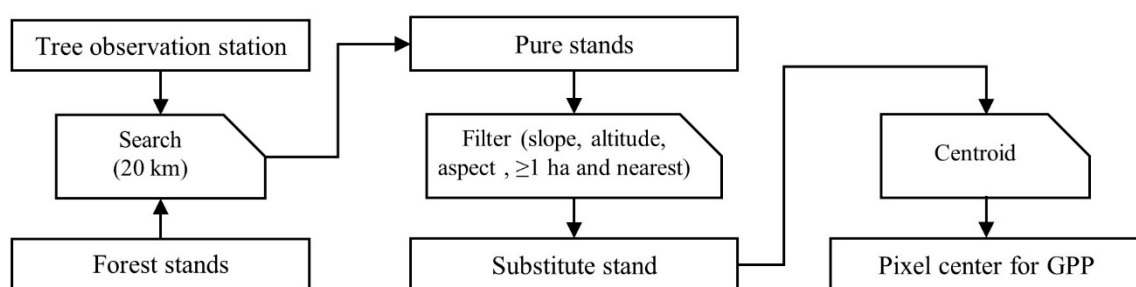 Tree observation station
Search
(20 km)
Forest stands
Pure stands
Filter (slope, altitude,
aspect , ≥1 ha and nearest)
Substitute stand
Centroid
Pixel center for GPP